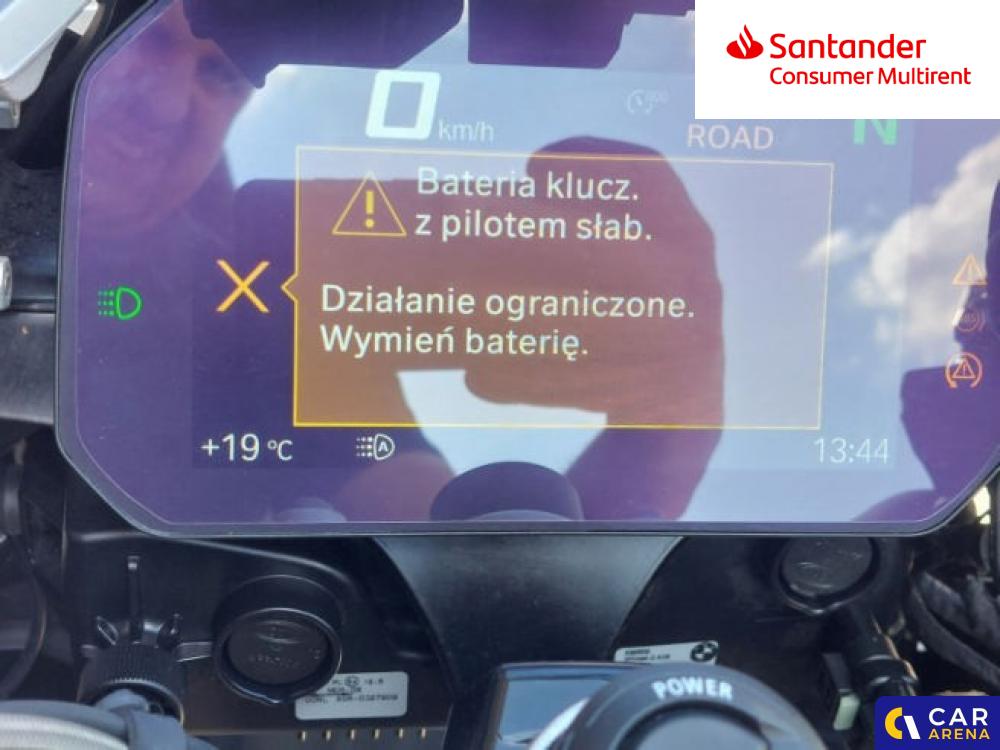 Santander
Consumer Multirent
0 km/h
ROAD
N
Bateria klucz.
z pilotem słab.
Działanie ograniczone.
Wymień baterię.
+19 °C
A
13:44
POWER
CAR
ARENA